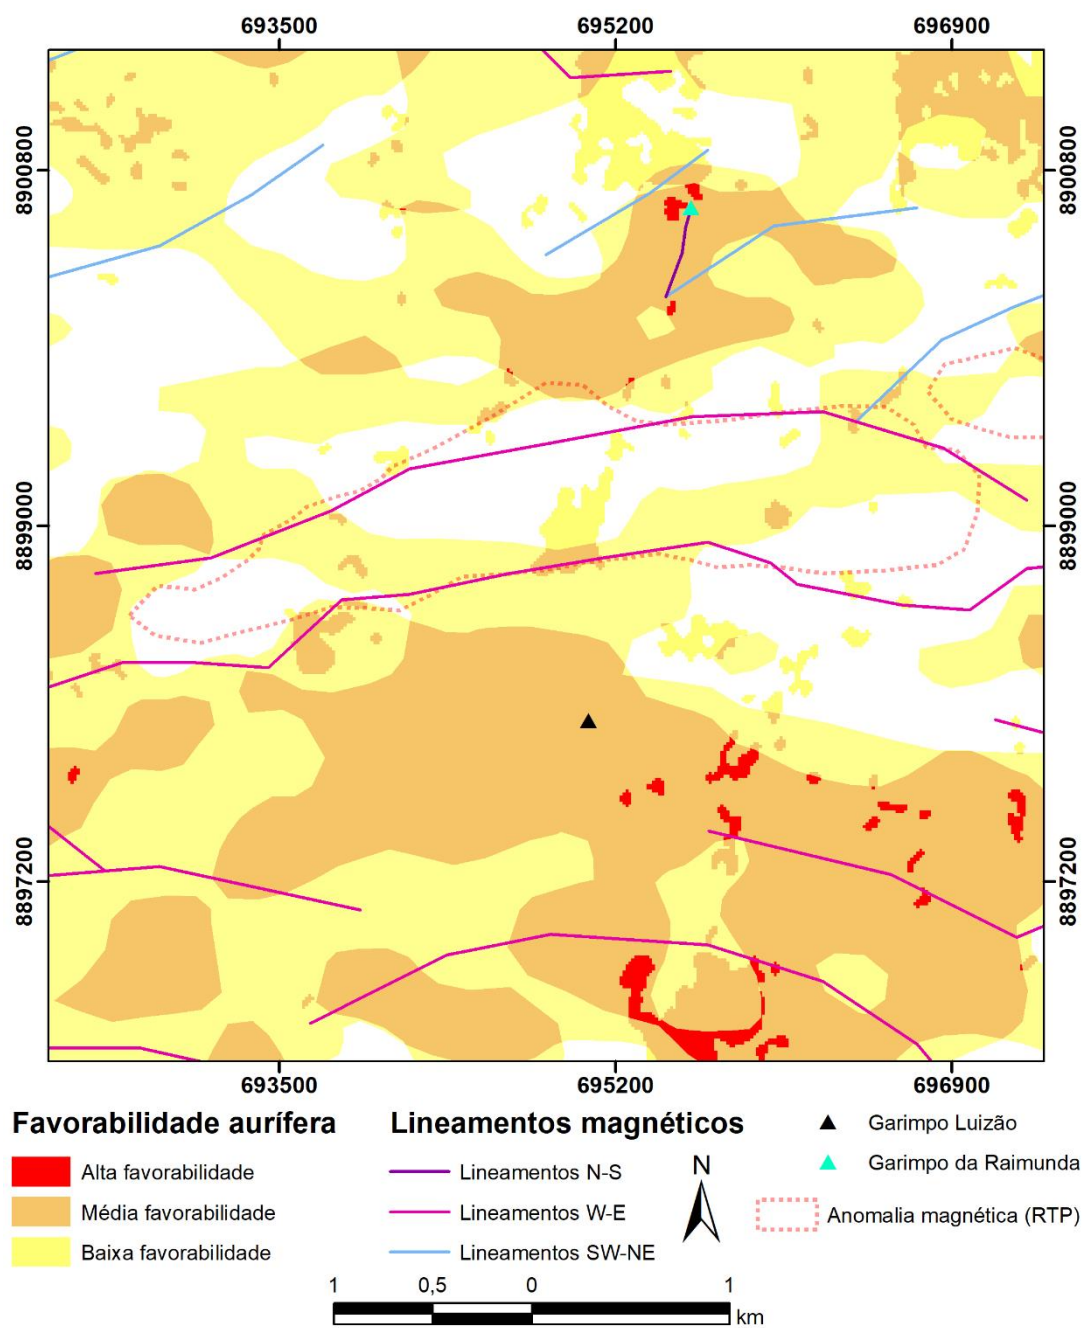 693500 695200 696900
8900800 8900800
8899000 8899000
8897200 8897200
693500 695200 696900
Favorabilidade aurífera
Alta favorabilidade
Média favorabilidade
Baixa favorabilidade
Lineamentos magnéticos
Lineamentos N-S
Lineamentos W-E
Lineamentos SW-NE
N
Garimpo Luizão
Garimpo da Raimunda
Anomalia magnética (RTP)
1 0,5 0 1
km